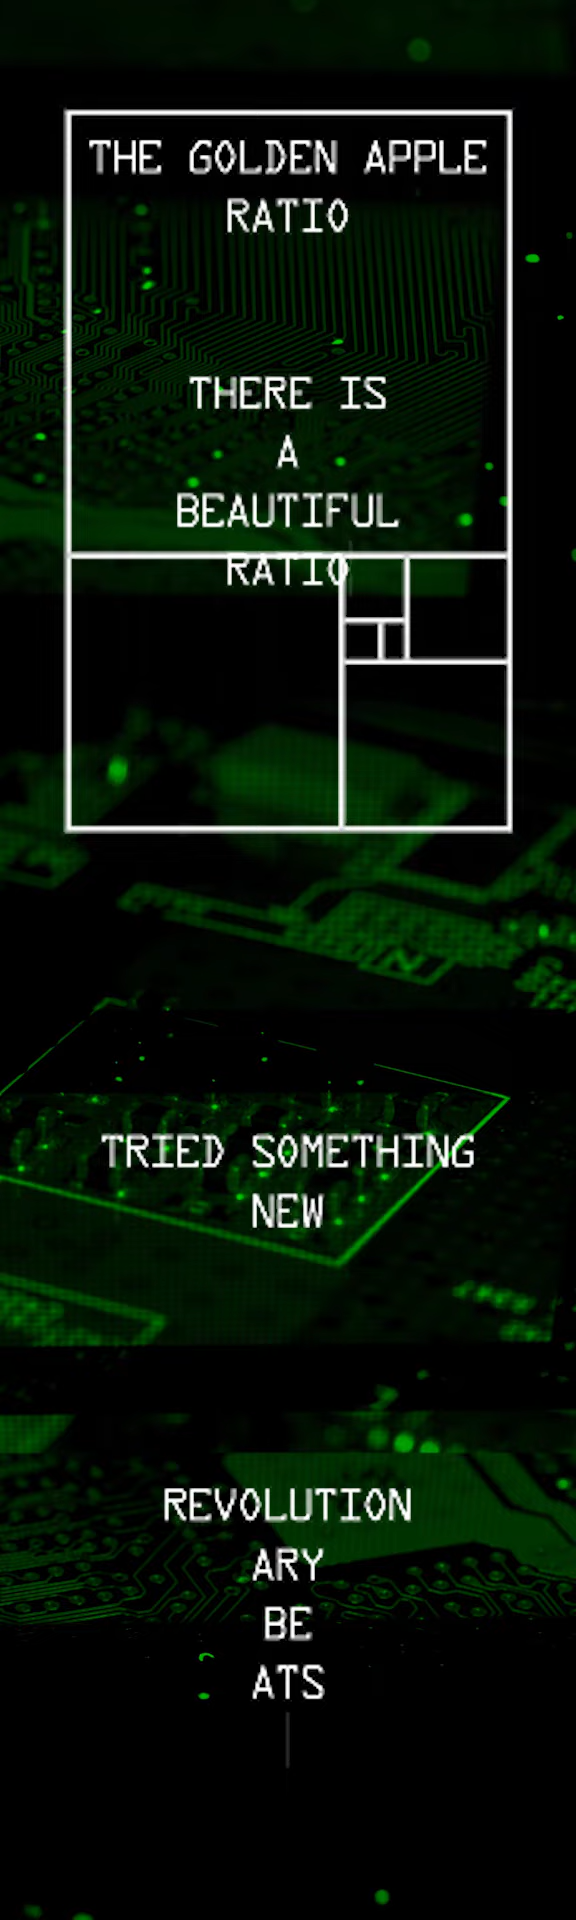 THE GOLDEN APPLE
RATIO
THERE IS
A
BEAUTIFUL
RATIO
TRIED SOMETHING
NEW
REVOLUTION
ARY
BE
ATS